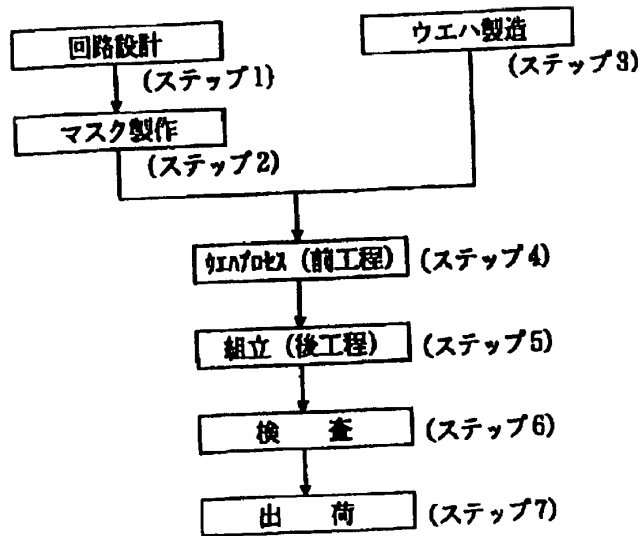 回路設計
(ステップ1)
ウエハ製造
(ステップ3)
マスク製作
(ステップ2)
ウエハプロセス (前工程) (ステップ4)
組立 (後工程) (ステップ5)
検 査 (ステップ6)
出 荷 (ステップ7)